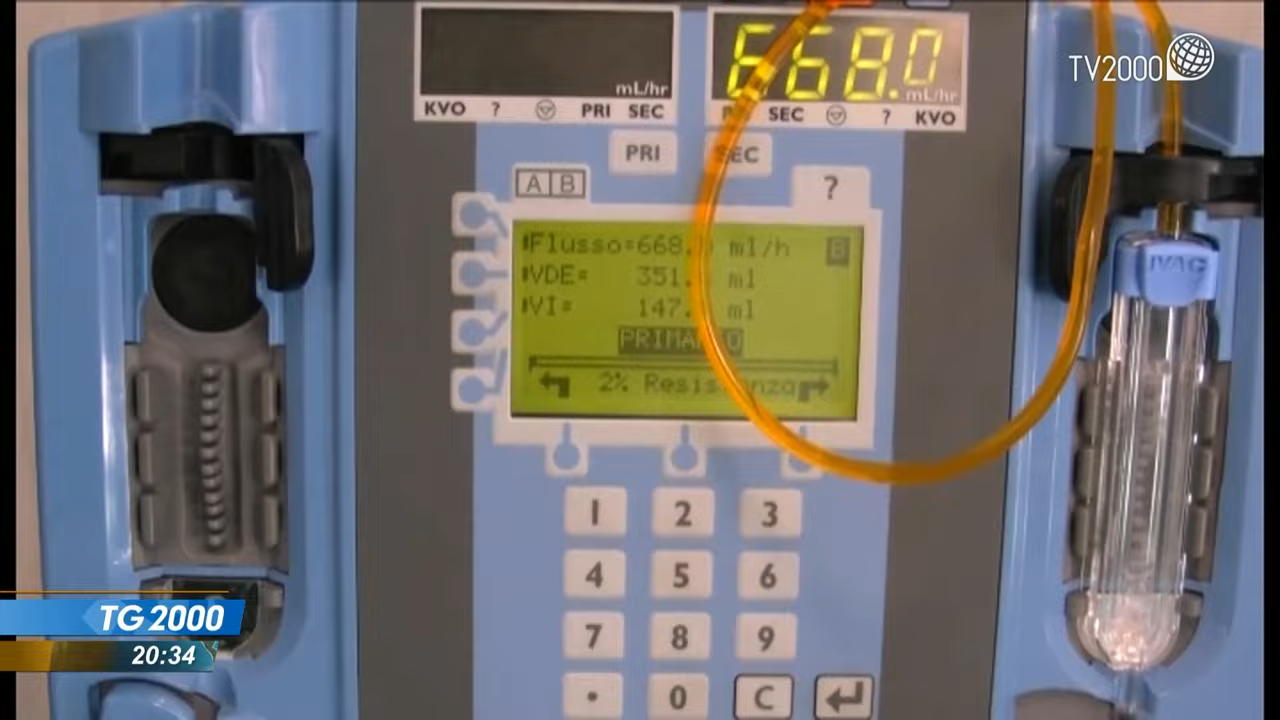 TV2000
668.0
mL/hr
mL/hr
KVO ? PRI SEC
SEC ? KVO
PRI
SEC
A B
?
Flusso=668. ml/h B
VDE= 351. ml
VI= 147. ml
2%
IVAC
1 2 3
4 5 6
7 8 9
. 0 C
TG 2000
20:34